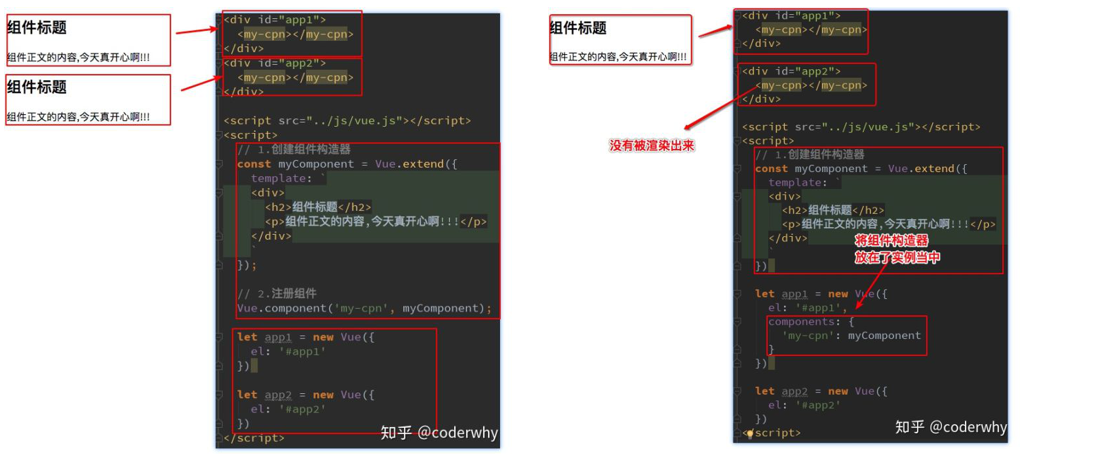 组件标题
组件正文的内容,今天真开心啊!!!
组件标题
组件正文的内容,今天真开心啊!!!
<div id="app1">
<my-cpn></my-cpn>
</div>
<div id="app2">
<my-cpn></my-cpn>
</div>
<script src="../js/vue.js"></script>
<script>
// 1.创建组件构造器
const myComponent = Vue.extend({
template: `
<div>
<h2>组件标题</h2>
<p>组件正文的内容,今天真开心啊!!!</p>
</div>
`
});
// 2.注册组件
Vue.component('my-cpn', myComponent);
let app1 = new Vue({
el: '#app1'
})
let app2 = new Vue({
el: '#app2'
})
</script>
知乎 @coderwhy
组件标题
组件正文的内容,今天真开心啊!!!
没有被渲染出来
<div id="app1">
<my-cpn></my-cpn>
</div>
<div id="app2">
<my-cpn></my-cpn>
</div>
<script src="../js/vue.js"></script>
<script>
// 1.创建组件构造器
const myComponent = Vue.extend({
template: `
<div>
<h2>组件标题</h2>
<p>组件正文的内容,今天真开心啊!!!</p>
</div>
`
})
将组件构造器
放在了实例当中
let app1 = new Vue({
el: '#app1',
components: {
'my-cpn': myComponent
}
})
let app2 = new Vue({
el: '#app2'
})
</script>
知乎 @coderwhy